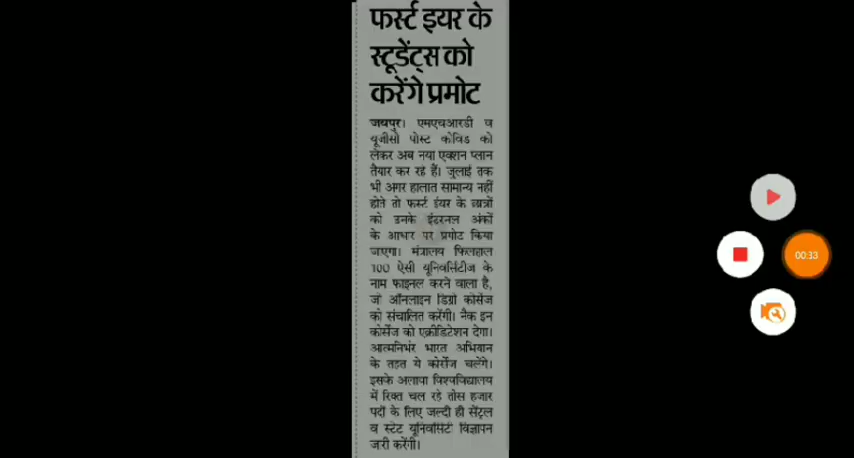 फर्स्ट इयर के
स्टूडेंट्स को
करेंगे प्रमोट
जयपुर। एमएचआरडी व
यूजीसी पोस्ट कोविड को
लेकर अब नया एक्शन प्लान
तैयार कर रहे हैं। जुलाई तक
भी अगर हालात सामान्य नहीं
होते तो फर्स्ट ईयर के छात्रों
को उनके इंटरनल अंकों
के आधार पर प्रमोट किया
जाएगा। मंत्रालय फिलहाल
100 ऐसी यूनिवर्सिटीज के
नाम फाइनल करने वाला है,
जो ऑनलाइन डिग्री कोर्सेज
को संचालित करेंगी। नैक इन
कोर्सेज को एक्रीडिटेशन देगा।
आत्मनिर्भर भारत अभियान
के तहत ये कोर्सेज चलेंगे।
इसके अलावा विश्वविद्यालय
में रिक्त चल रहे तीस हजार
पदों के लिए जल्दी ही सेंट्रल
व स्टेट यूनिवर्सिटी विज्ञापन
जारी करेंगी।
00:33